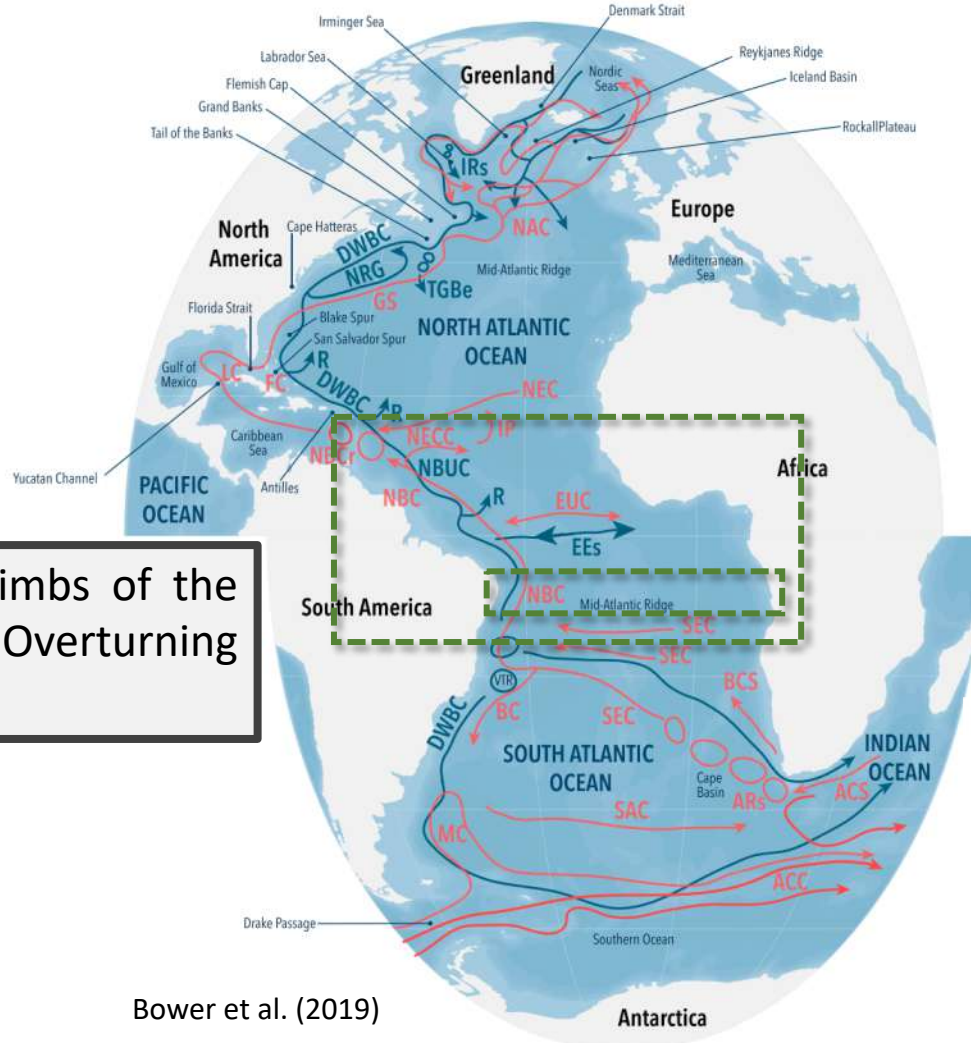 Irminger Sea
Denmark Strait
Labrador Sea
Greenland
Nordic
Seas
Reykjanes Ridge
Flemish Cap
Iceland Basin
Grand Banks
Tail of the Banks
RockallPlateau
IRs
North
America
Cape Hatteras
DWBC
NRG
NAC
Europe
Mediterranean
Sea
Mid-Atlantic Ridge
TGBe
GS
Florida Strait
Blake Spur
San Salvador Spur
NORTH ATLANTIC
OCEAN
Gulf of
Mexico
LC
FC
R
DWBC
R
NEC
Caribbean
Sea
NBCr
NECC
IP
Africa
Yucatan Channel
PACIFIC
OCEAN
Antilles
NBUC
NBC
R
EUC
EEs
imbs of the
Overturning
South America
NBC
Mid-Atlantic Ridge
SEC
SEC
VTR
BC
DWBC
SEC
BCS
SOUTH ATLANTIC
OCEAN
INDIAN
OCEAN
Cape
Basin
ARs
ACS
SAC
MC
ACC
Drake Passage
Southern Ocean
Bower et al. (2019)
Antarctica